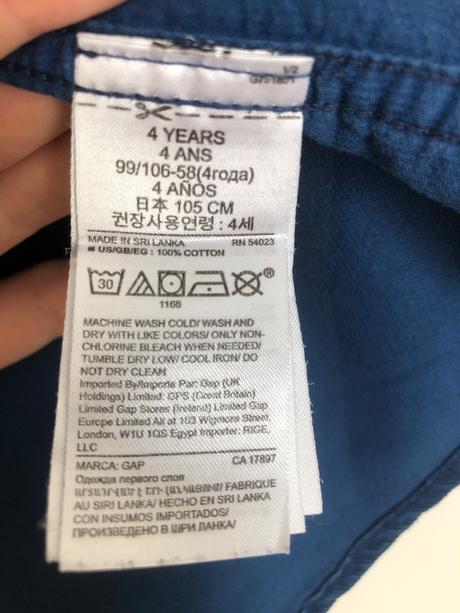 1/2
4 YEARS
4 ANS
99/106-58(4года)
4 AÑOS
日本 105 CM
권장사용연령 : 4세
MADE IN SRI LANKA RN 54023
US/GB/EG : 100% COTTON
30
®
1166
MACHINE WASH COLD/ WASH AND
DRY WITH LIKE COLORS/ ONLY NON-
CHLORINE BLEACH WHEN NEEDED/
TUMBLE DRY LOW/ COOL IRON/ DO
NOT DRY CLEAN
Imported By/Importe Par: Gap (UK
Holdings) Limited: GPS (Great Britain)
Limited Gap Stores (Ireland) Limited Gap
Europe Limited All at 103 Wigmore Street,
London, W1U 1QS Egypt Importer: RIGE,
LLC
MARCA: GAP CA 17897
Одежда первого слоя
FABRIQUE
AU SIRI LANKA/ HECHO EN SRI LANKA
CON INSUMOS IMPORTADOS/
ПРОИЗВЕДЕНО В ШРИ ЛАНКА/